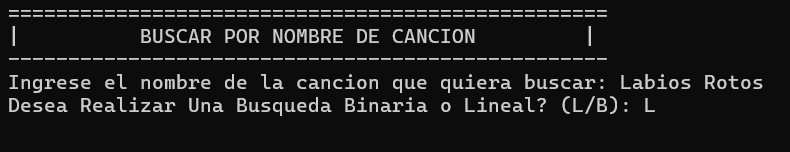 ==================================================
|          BUSCAR POR NOMBRE DE CANCION         |
--------------------------------------------------
Ingrese el nombre de la cancion que quiera buscar: Labios Rotos
Desea Realizar Una Busqueda Binaria o Lineal? (L/B): L